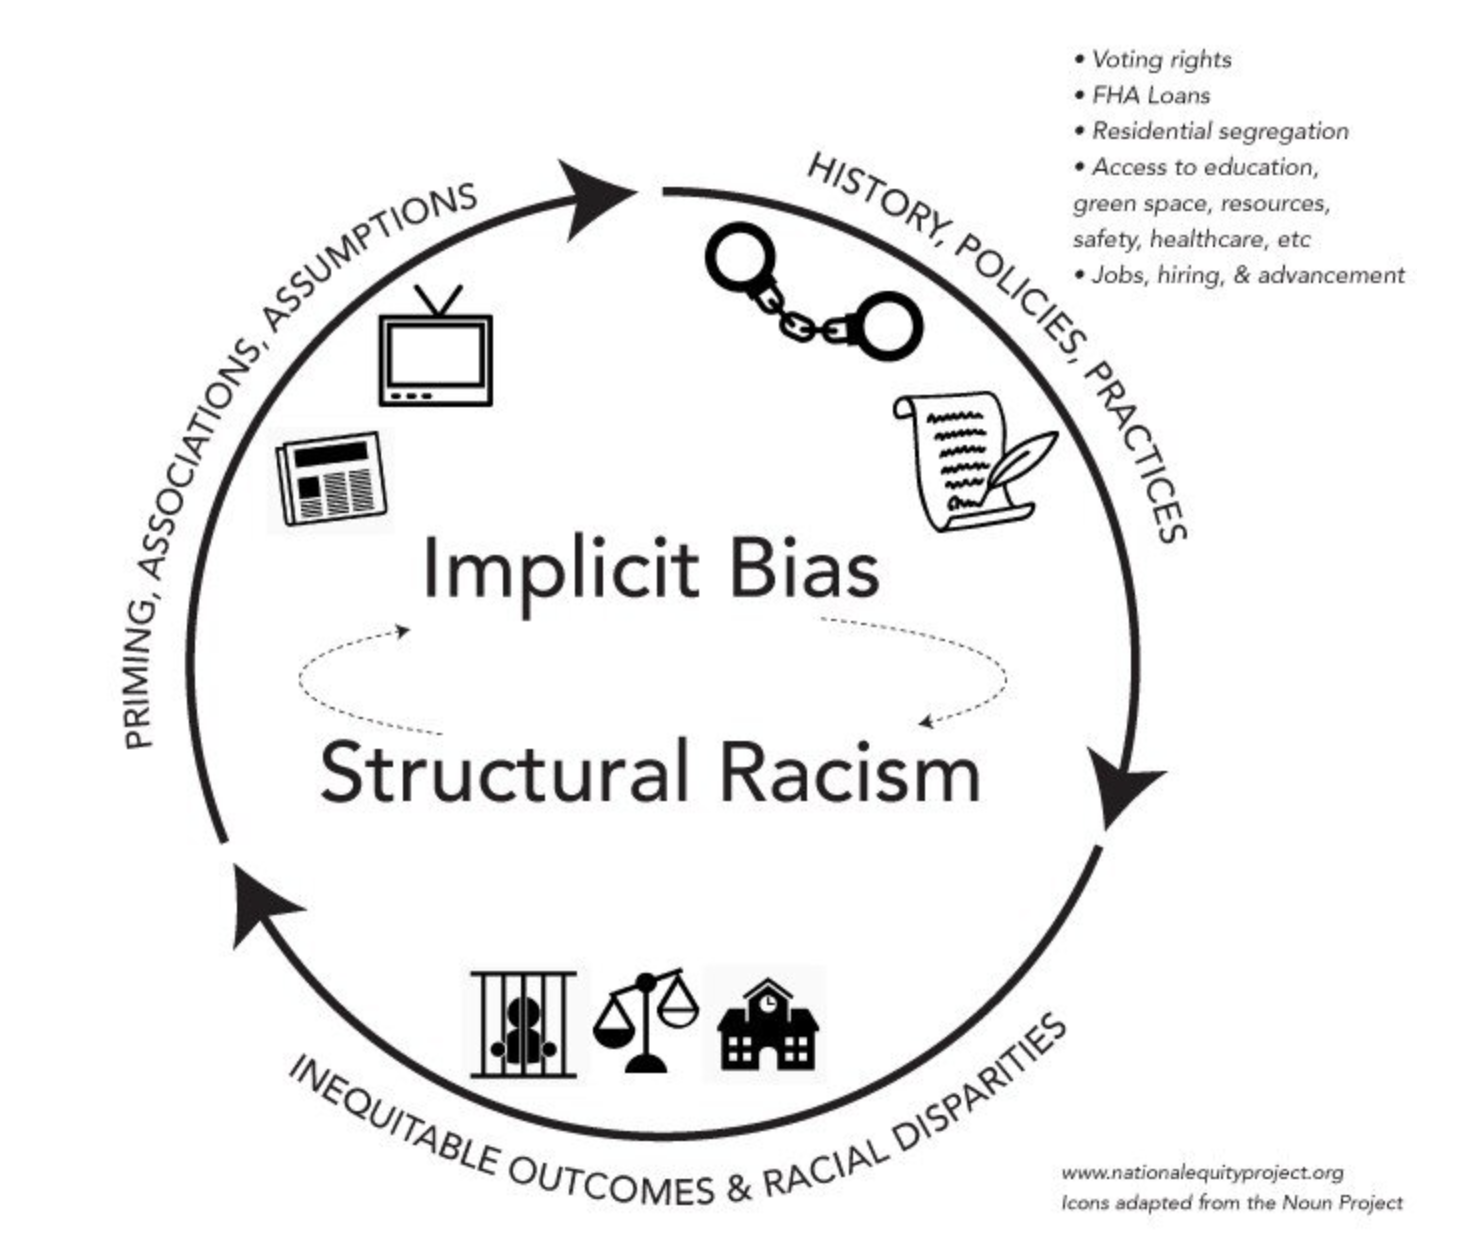 • Voting rights
• FHA Loans
• Residential segregation
• Access to education,
green space, resources,
safety, healthcare, etc
• Jobs, hiring, & advancement
HISTORY, POLICIES, PRACTICES
PRIMING, ASSOCIATIONS, ASSUMPTIONS
Implicit Bias
Structural Racism
INEQUITABLE OUTCOMES & RACIAL DISPARITIES
www.nationalequityproject.org
Icons adapted from the Noun Project